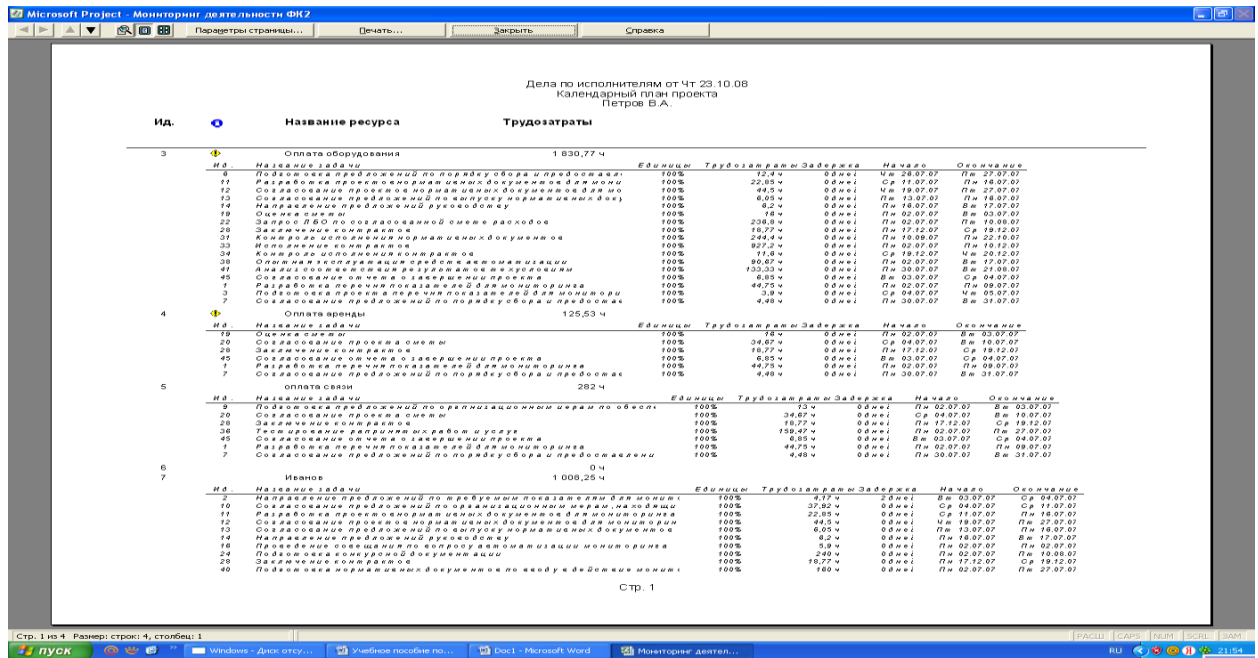 Microsoft Project - Мониторинг деятельности ФК2
Параметры страницы... Печать... Закрыть Справка
Дела по исполнителям от Чт 23.10.08
Календарный план проекта
Петров В.А.
Ид. Название ресурса Трудозатраты
3 Оплата оборудования 1 830,77 ч
Ид. Название задачи Единицы Трудозатраты Задержка Начало Окончание
6 Подготовка предложений по порядку сбора и предоставл 100% 12,4 ч 0 дней Чт 26.07.07 Пт 27.07.07
11 Разработка проектов нормативных документов для мони 100% 22,85 ч 0 дней Ср 11.07.07 Пн 16.07.07
12 Согласование проектов нормативных документов для мо 100% 44,5 ч 0 дней Чт 19.07.07 Пт 27.07.07
13 Согласование предложений по выпуску нормативных док 100% 6,05 ч 0 дней Пт 13.07.07 Пн 16.07.07
14 Направление предложений руководству 100% 6,2 ч 0 дней Пн 16.07.07 Вт 17.07.07
19 Оценка сметы 100% 16 ч 0 дней Пн 02.07.07 Вт 03.07.07
22 Запрос ЛБО по согласованной смете расходов 100% 236,8 ч 0 дней Пн 02.07.07 Пт 10.08.07
28 Заключение контрактов 100% 18,77 ч 0 дней Пн 17.12.07 Ср 19.12.07
31 Контроль исполнения нормативных документов 100% 244,4 ч 0 дней Пн 10.09.07 Пн 22.10.07
33 Исполнение контрактов 100% 927,2 ч 0 дней Пн 02.07.07 Пн 10.12.07
34 Контроль исполнения контрактов 100% 11,6 ч 0 дней Ср 19.12.07 Чт 20.12.07
38 Опытная эксплуатация средств автоматизации 100% 90,67 ч 0 дней Пн 02.07.07 Вт 17.07.07
41 Анализ соответствия результатов техусловиям 100% 133,33 ч 0 дней Пн 30.07.07 Вт 21.08.07
45 Согласование отчета о завершении проекта 100% 6,85 ч 0 дней Вт 03.07.07 Ср 04.07.07
1 Разработка перечня показателей для мониторинга 100% 44,75 ч 0 дней Пн 02.07.07 Пн 09.07.07
3 Подготовка проекта перечня показателей для монитори 100% 3,9 ч 0 дней Ср 04.07.07 Чт 05.07.07
7 Согласование предложений по порядку сбора и предостав 100% 4,48 ч 0 дней Пн 30.07.07 Вт 31.07.07
4 Оплата аренды 125,53 ч
Ид. Название задачи Единицы Трудозатраты Задержка Начало Окончание
19 Оценка сметы 100% 16 ч 0 дней Пн 02.07.07 Вт 03.07.07
20 Согласование проекта сметы 100% 34,67 ч 0 дней Ср 04.07.07 Вт 10.07.07
28 Заключение контрактов 100% 18,77 ч 0 дней Пн 17.12.07 Ср 19.12.07
45 Согласование отчета о завершении проекта 100% 6,85 ч 0 дней Вт 03.07.07 Ср 04.07.07
1 Разработка перечня показателей для мониторинга 100% 44,75 ч 0 дней Пн 02.07.07 Пн 09.07.07
7 Согласование предложений по порядку сбора и предостав 100% 4,48 ч 0 дней Пн 30.07.07 Вт 31.07.07
5 оплата связи 282 ч
Ид. Название задачи Единицы Трудозатраты Задержка Начало Окончание
9 Подготовка предложений по организационным мерам по обесп 100% 13 ч 0 дней Пн 02.07.07 Вт 03.07.07
20 Согласование проекта сметы 100% 34,67 ч 0 дней Ср 04.07.07 Вт 10.07.07
28 Заключение контрактов 100% 18,77 ч 0 дней Пн 17.12.07 Ср 19.12.07
36 Тестирование рапринятых работ и услуг 100% 159,47 ч 0 дней Пн 02.07.07 Пт 27.07.07
45 Согласование отчета о завершении проекта 100% 6,85 ч 0 дней Вт 03.07.07 Ср 04.07.07
1 Разработка перечня показателей для мониторинга 100% 44,75 ч 0 дней Пн 02.07.07 Пн 09.07.07
7 Согласование предложений по порядку сбора и предоставлени 100% 4,48 ч 0 дней Пн 30.07.07 Вт 31.07.07
6 0 ч
7 Иванов 1 008,25 ч
Ид. Название задачи Единицы Трудозатраты Задержка Начало Окончание
2 Направление предложений по требуемым показателям для монит 100% 4,17 ч 2 дней Вт 03.07.07 Ср 04.07.07
10 Согласование предложений по организационным мерам, находящи 100% 37,92 ч 0 дней Ср 04.07.07 Ср 11.07.07
11 Разработка проектов нормативных документов для мониторинга 100% 22,85 ч 0 дней Ср 11.07.07 Пн 16.07.07
12 Согласование проектов нормативных документов для мониторин 100% 44,5 ч 0 дней Чт 19.07.07 Пт 27.07.07
13 Согласование предложений по выпуску нормативных документов 100% 6,05 ч 0 дней Пт 13.07.07 Пн 16.07.07
14 Направление предложений руководству 100% 6,2 ч 0 дней Пн 16.07.07 Вт 17.07.07
16 Проведение совещания по вопросу автоматизации мониторинга 100% 5,9 ч 0 дней Пн 02.07.07 Пн 02.07.07
24 Подготовка конкурсной документации 100% 240 ч 0 дней Пн 02.07.07 Пт 10.08.07
28 Заключение контрактов 100% 18,77 ч 0 дней Пн 17.12.07 Ср 19.12.07
40 Подготовка нормативных документов по вводу в действие монит 100% 160 ч 0 дней Пн 02.07.07 Пт 27.07.07
Стр. 1
Стр. 1 из 4 Размер: строк: 4, столбец: 1 РАСШ CAPS NUM SCRL ЗАМ
пуск Windows - Диск отсу... Учебное пособие по... Doc1 - Microsoft Word Мониторинг деятел... RU 21:54